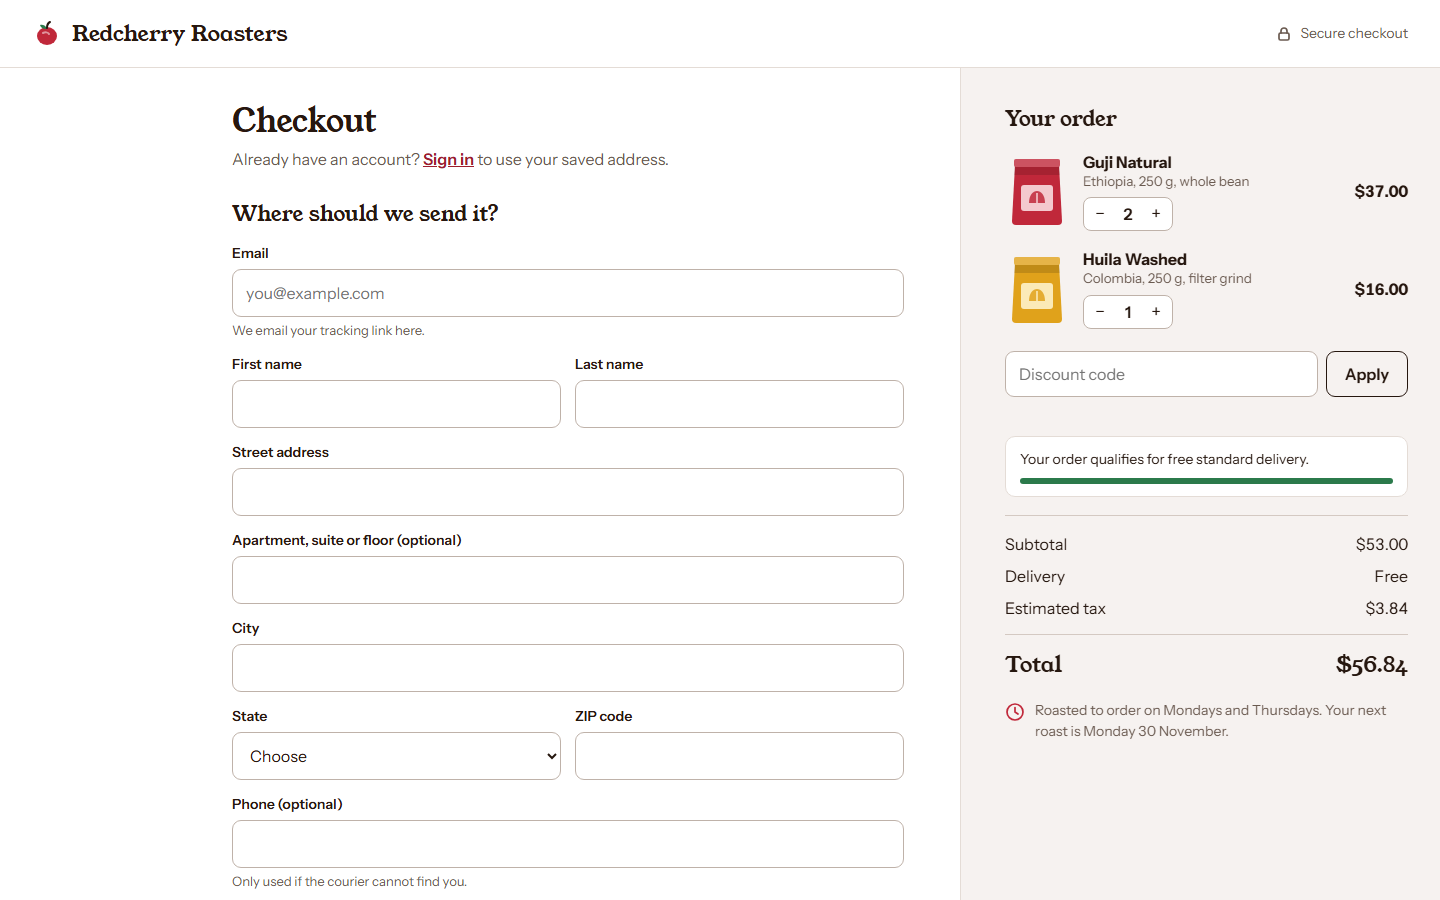 Redcherry Roasters
Secure checkout
Checkout
Already have an account? Sign in to use your saved address.
Where should we send it?
Email
you@example.com
We email your tracking link here.
First name
Last name
Street address
Apartment, suite or floor (optional)
City
State
ZIP code
Choose
Phone (optional)
Only used if the courier cannot find you.
Your order
Guji Natural
Ethiopia, 250 g, whole bean
− 2 +
$37.00
Huila Washed
Colombia, 250 g, filter grind
− 1 +
$16.00
Discount code
Apply
Your order qualifies for free standard delivery.
Subtotal $53.00
Delivery Free
Estimated tax $3.84
Total $56.84
Roasted to order on Mondays and Thursdays. Your next
roast is Monday 30 November.